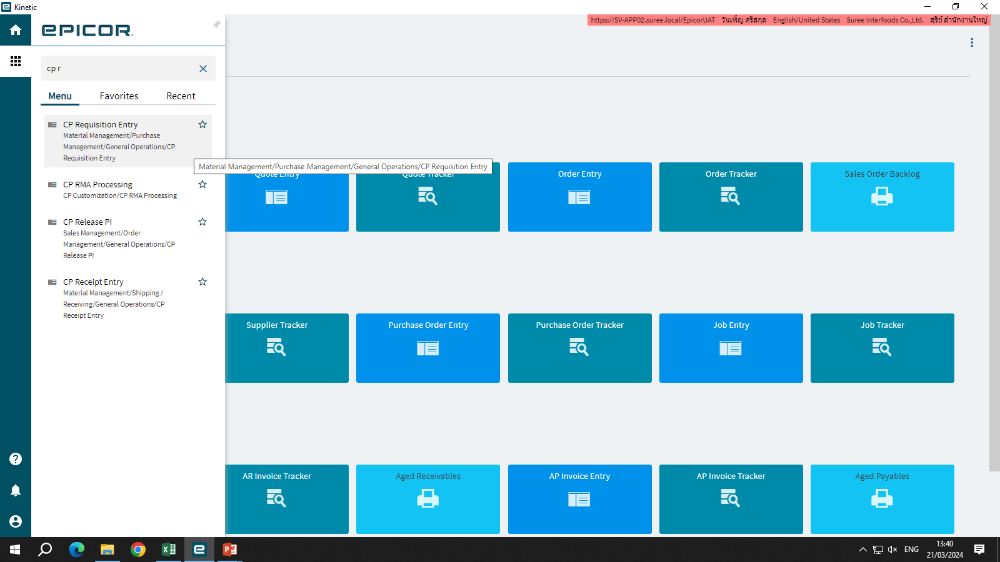 Kinetic
https://SV-APP02.suree.local/EpicorUAT วันเพ็ญ ศรีสกุล English/United States Suree Interfoods Co.,Ltd. สุรีย์ สำนักงานใหญ่
EPICOR
cp r
Menu Favorites Recent
CP Requisition Entry
Material Management/Purchase
Management/General Operations/CP
Requisition Entry
Material Management/Purchase Management/General Operations/CP Requisition Entry
CP RMA Processing
CP Customization/CP RMA Processing
CP Release PI
Sales Management/Order
Management/General Operations/CP
Release PI
CP Receipt Entry
Material Management/Shipping /
Receiving/General Operations/CP
Receipt Entry
Quote Entry Quote Tracker Order Entry Order Tracker Sales Order Backlog
Supplier Tracker Purchase Order Entry Purchase Order Tracker Job Entry Job Tracker
AR Invoice Tracker Aged Receivables AP Invoice Entry AP Invoice Tracker Aged Payables
ENG
13:40
21/03/2024